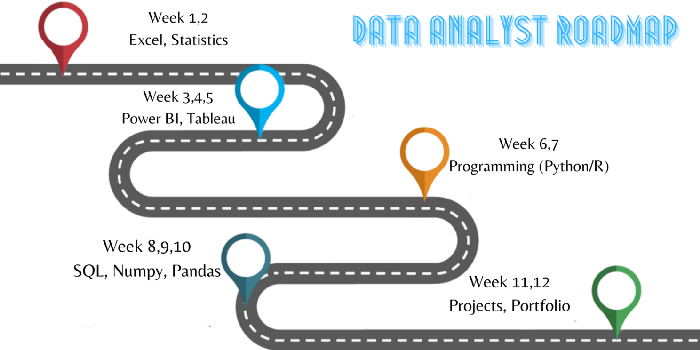 DATA ANALYST ROADMAP
Week 1,2
Excel, Statistics
Week 3,4,5
Power BI, Tableau
Week 6,7
Programming (Python/R)
Week 8,9,10
SQL, Numpy, Pandas
Week 11,12
Projects, Portfolio